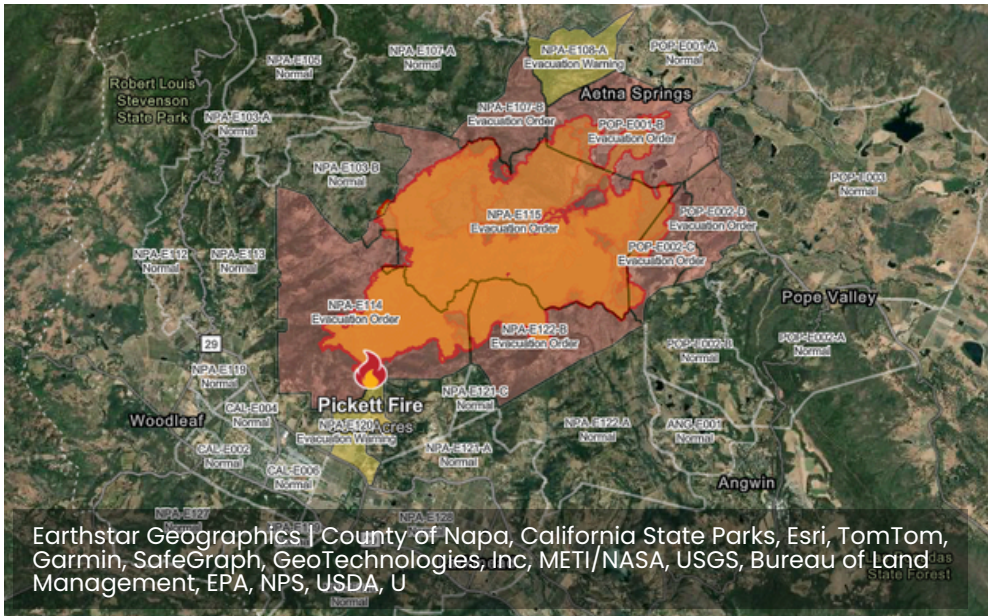 NPA-E108-A
Evacuation Warning
POP-E001-A
Normal
NPA-E107-A
Normal
NPA-E105
Normal
Robert Louis
Stevenson
State Park
Aetna Springs
NPA-E107-B
Evacuation Order
NPA-E103-A
Normal
POP-E001-B
Evacuation Order
NPA-E103-B
Normal
POP-E003
Normal
NPA-E115
Evacuation Order
POP-E002-D
Evacuation Order
NPA-E112
Normal
NPA-E113
Normal
POP-E002-C
Evacuation Order
Pope Valley
NPA-E114
Evacuation Order
NPA-E122-B
Evacuation Order
29
POP-E002-B
Normal
POP-E002-A
Normal
NPA-E119
Normal
NPA-E121-C
Normal
Pickett Fire
Acres
Woodleaf
CAL-E004
Normal
NPA-E120
Evacuation Warning
NPA-E122-A
Normal
ANG-E001
Normal
CAL-E002
Normal
NPA-E121-A
Normal
CAL-E006
Normal
Angwin
NPA-E127
Normal
NPA-E128
Earthstar Geographics | County of Napa, California State Parks, Esri, TomTom,
Garmin, SafeGraph, GeoTechnologies, Inc, METI/NASA, USGS, Bureau of Land
Management, EPA, NPS, USDA, U
State Forest
Normal